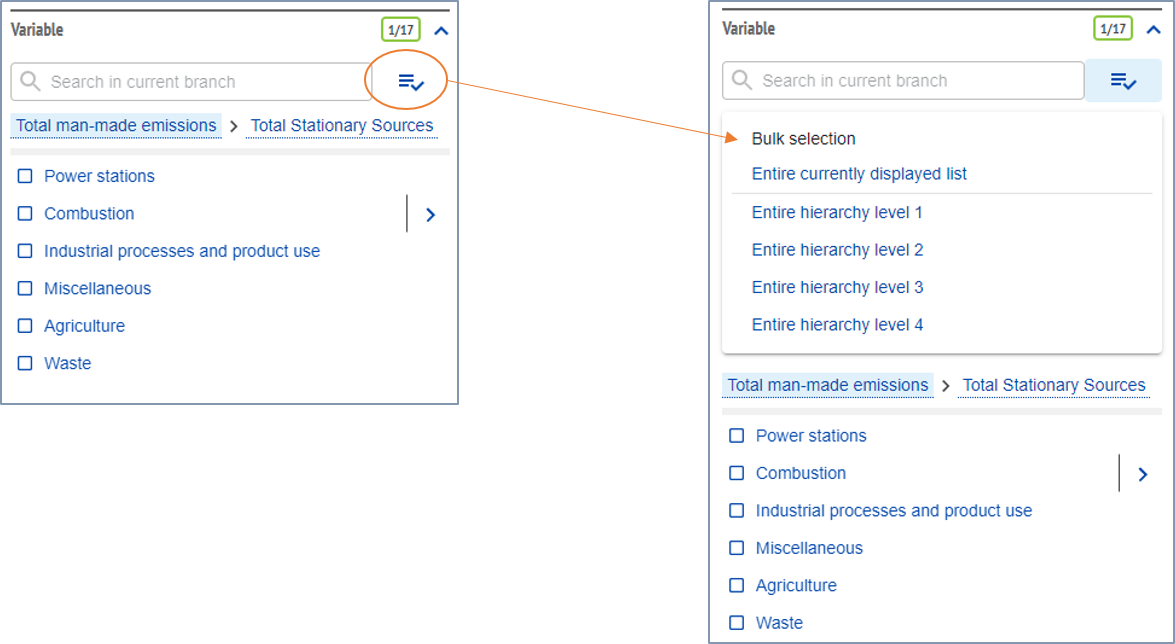 Variable
1/17
Search in current branch
Total man-made emissions > Total Stationary Sources
Power stations
Combustion
Industrial processes and product use
Miscellaneous
Agriculture
Waste
Variable
1/17
Search in current branch
Bulk selection
Entire currently displayed list
Entire hierarchy level 1
Entire hierarchy level 2
Entire hierarchy level 3
Entire hierarchy level 4
Total man-made emissions > Total Stationary Sources
Power stations
Combustion
Industrial processes and product use
Miscellaneous
Agriculture
Waste